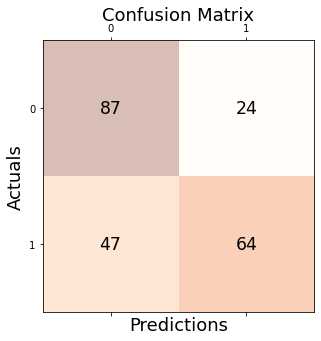 Confusion Matrix
0 1
0 87 24
Actuals
1 47 64
Predictions